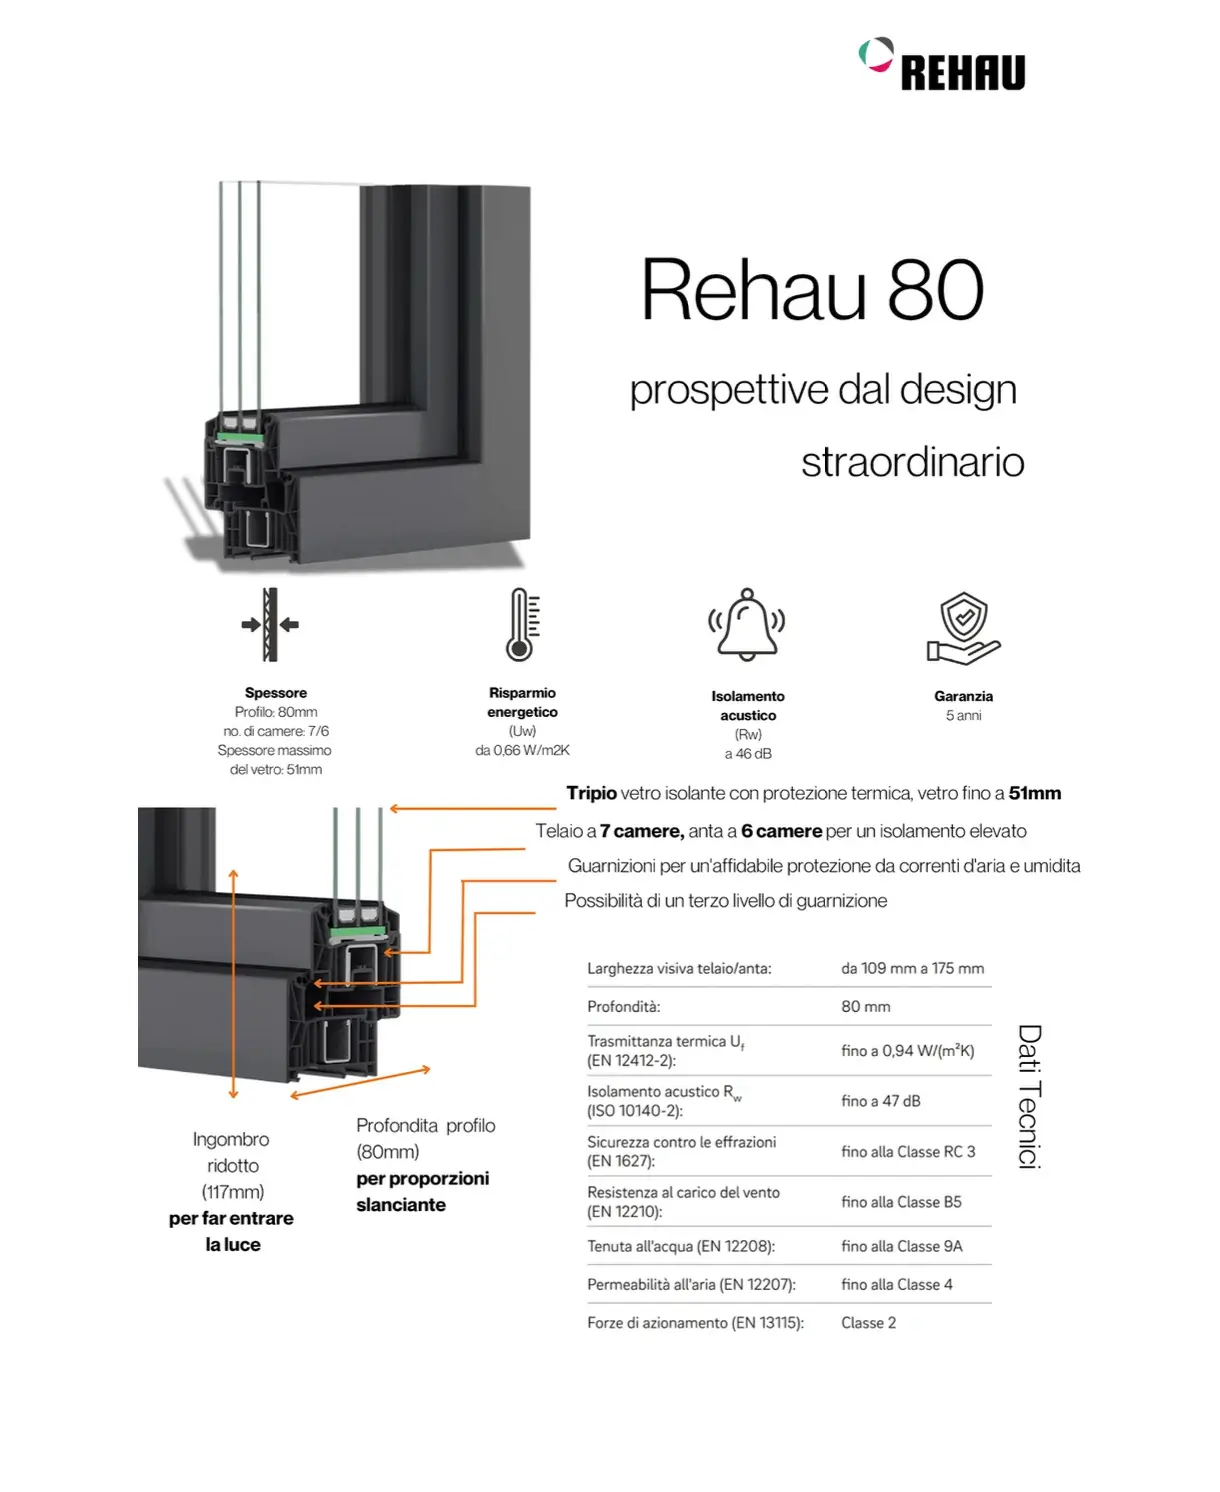 REHAU
Rehau 80
prospettive dal design
straordinario
Spessore
Profilo: 80mm
no. di camere: 7/6
Spessore massimo
del vetro: 51mm
Risparmio
energetico
(Uw)
da 0,66 W/m2K
Isolamento
acustico
(Rw)
a 46 dB
Garanzia
5 anni
Tripio vetro isolante con protezione termica, vetro fino a 51mm
Telaio a 7 camere, anta a 6 camere per un isolamento elevato
Guarnizioni per un'affidabile protezione da correnti d'aria e umidita
Possibilità di un terzo livello di guarnizione
Ingombro
ridotto
(117mm)
per far entrare
la luce
Profondita profilo
(80mm)
per proporzioni
slanciante
Larghezza visiva telaio/anta: da 109 mm a 175 mm
Profondità: 80 mm
Trasmittanza termica Uf
(EN 12412-2): fino a 0,94 W/(m²K)
Isolamento acustico Rw
(ISO 10140-2): fino a 47 dB
Sicurezza contro le effrazioni
(EN 1627): fino alla Classe RC 3
Resistenza al carico del vento
(EN 12210): fino alla Classe B5
Tenuta all'acqua (EN 12208): fino alla Classe 9A
Permeabilità all'aria (EN 12207): fino alla Classe 4
Forze di azionamento (EN 13115): Classe 2
Dati Tecnici